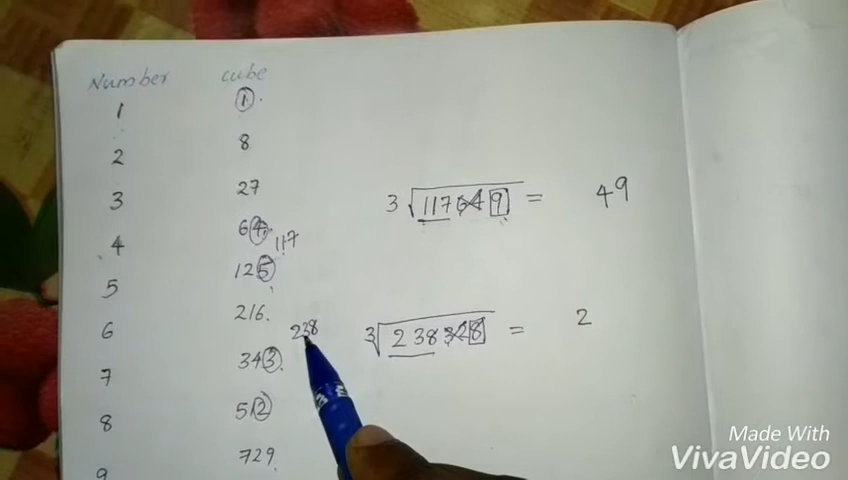 Number cube
1 1.
2 8
3 27
4 64
117
5 125
6 216.
7 343.
8 512
9 729.
3√117649 = 49
238
3√238328 = 2
Made With
VivaVideo